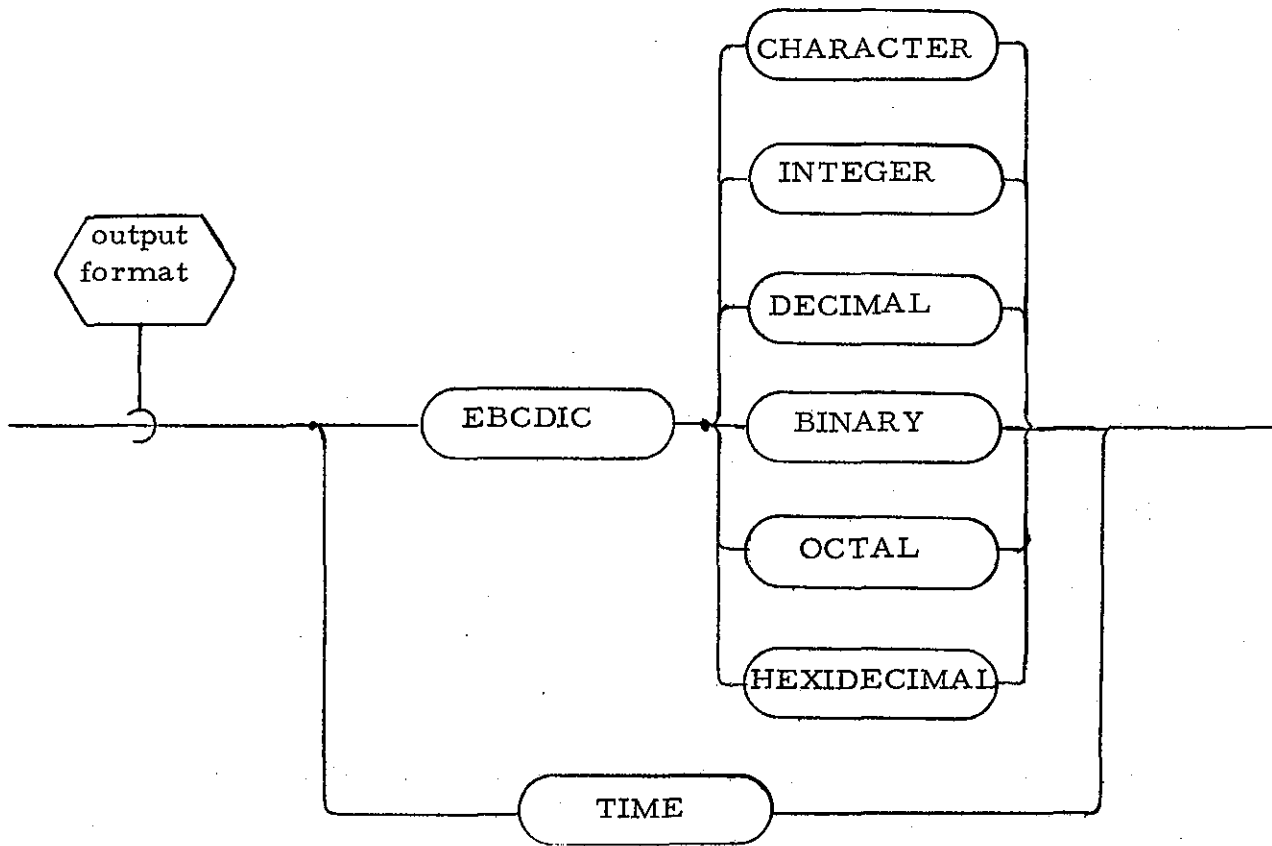 CHARACTER
INTEGER
output
format
DECIMAL
EBCDIC
BINARY
OCTAL
HEXIDECIMAL
TIME